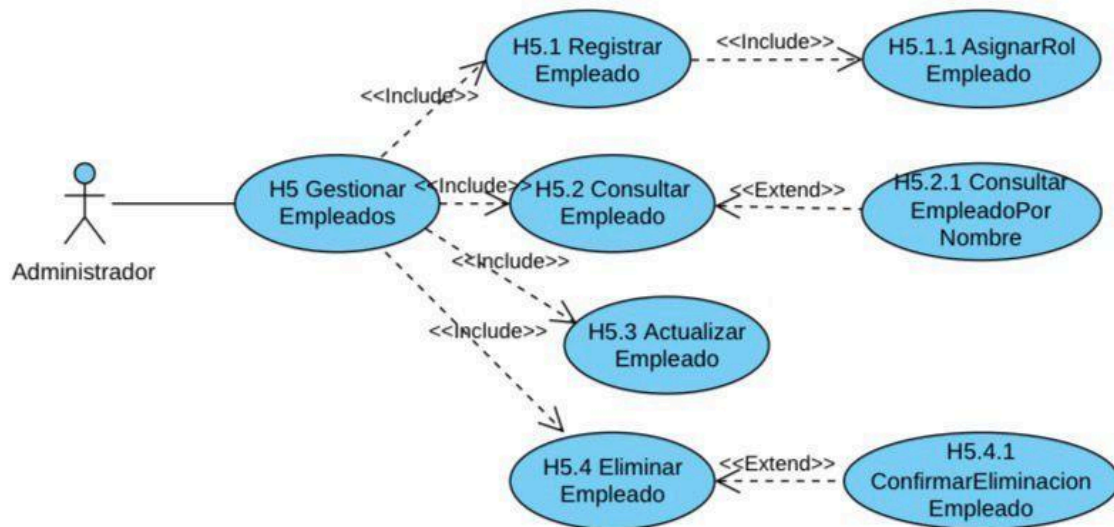 H5.1 Registrar
Empleado
<<Include>>
H5.1.1 AsignarRol
Empleado
<<Include>>
Administrador
H5 Gestionar
Empleados
<<Include>>
H5.2 Consultar
Empleado
<<Extend>>
H5.2.1 Consultar
EmpleadoPor
Nombre
<<Include>>
H5.3 Actualizar
Empleado
<<Include>>
H5.4 Eliminar
Empleado
<<Extend>>
H5.4.1
ConfirmarEliminacion
Empleado